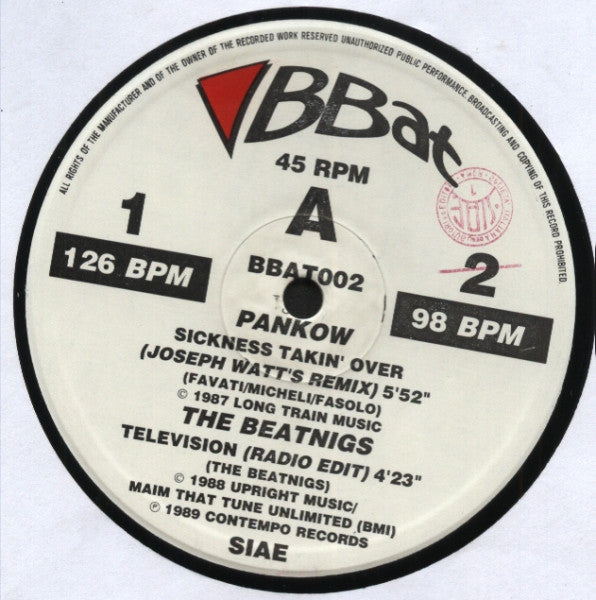 ALL RIGHTS OF THE MANUFACTURER AND OF THE OWNER OF THE RECORDED WORK RESERVED UNAUTHORIZED PUBLIC PERFORMANCE, BROADCASTING AND COPYING OF THIS RECORD PROHIBITED.
BBat
45 RPM
1
A
2
126 BPM
BBAT002
98 BPM
PANKOW
SICKNESS TAKIN' OVER
(JOSEPH WATT'S REMIX) 5'52"
(FAVATI/MICHELI/FASOLO)
© 1987 LONG TRAIN MUSIC
THE BEATNIGS
TELEVISION (RADIO EDIT) 4'23"
(THE BEATNIGS)
© 1988 UPRIGHT MUSIC/
MAIM THAT TUNE UNLIMITED (BMI)
℗ 1989 CONTEMPO RECORDS
SIAE